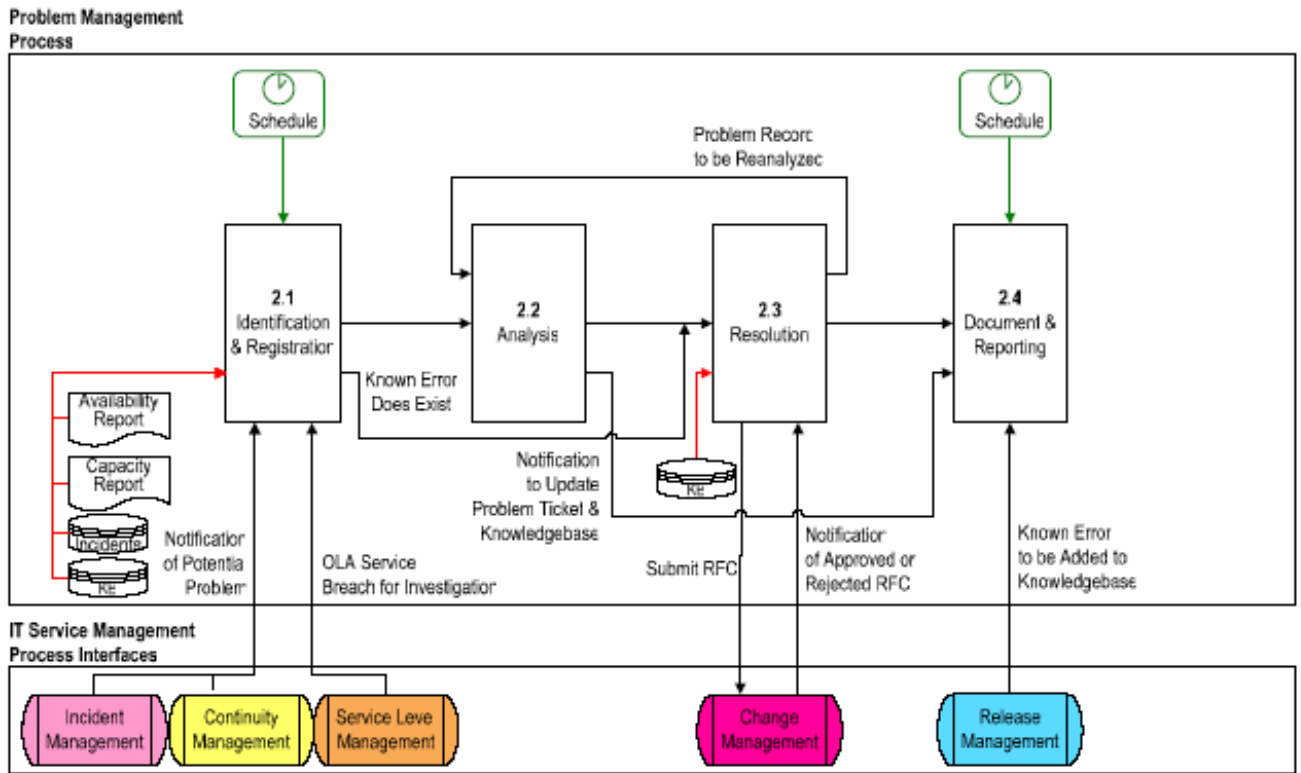 Problem Management
Process
Schedule
Schedule
Problem Record
to be Reanalyzed
2.1
Identification
& Registration
2.2
Analysis
2.3
Resolution
2.4
Document &
Reporting
Known Error
Does Exist
Availability
Report
Capacity
Report
Incidents
KE
Notification
of Potential
Problem
OLA Service
Breach for Investigation
Notification
to Update
Problem Ticket &
Knowledgebase
KE
Submit RFC
Notification
of Approved or
Rejected RFC
Known Error
to be Added to
Knowledgebase
IT Service Management
Process Interfaces
Incident
Management
Continuity
Management
Service Leve
Management
Change
Management
Release
Management